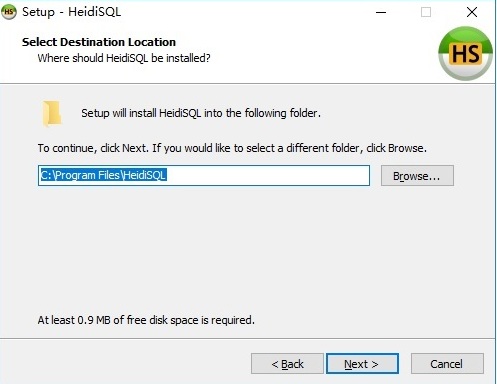 Setup - HeidiSQL
Select Destination Location
Where should HeidiSQL be installed?
HS
Setup will install HeidiSQL into the following folder.
To continue, click Next. If you would like to select a different folder, click Browse.
C:\Program Files\HeidiSQL
Browse...
At least 0.9 MB of free disk space is required.
< Back
Next >
Cancel